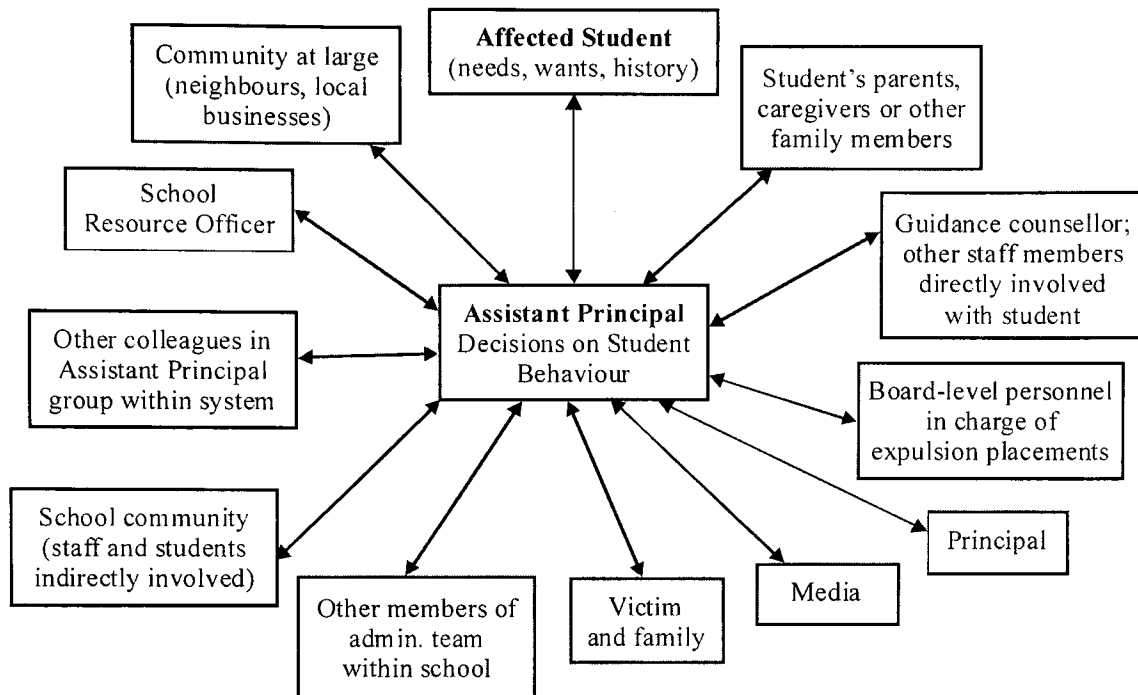 Affected Student
(needs, wants, history)
Community at large
(neighbours, local
businesses)
Student's parents,
caregivers or other
family members
School
Resource Officer
Guidance counsellor;
other staff members
directly involved
with student
Assistant Principal
Decisions on Student
Behaviour
Other colleagues in
Assistant Principal
group within system
Board-level personnel
in charge of
expulsion placements
School community
(staff and students
indirectly involved)
Principal
Other members of
admin. team
within school
Victim
and family
Media